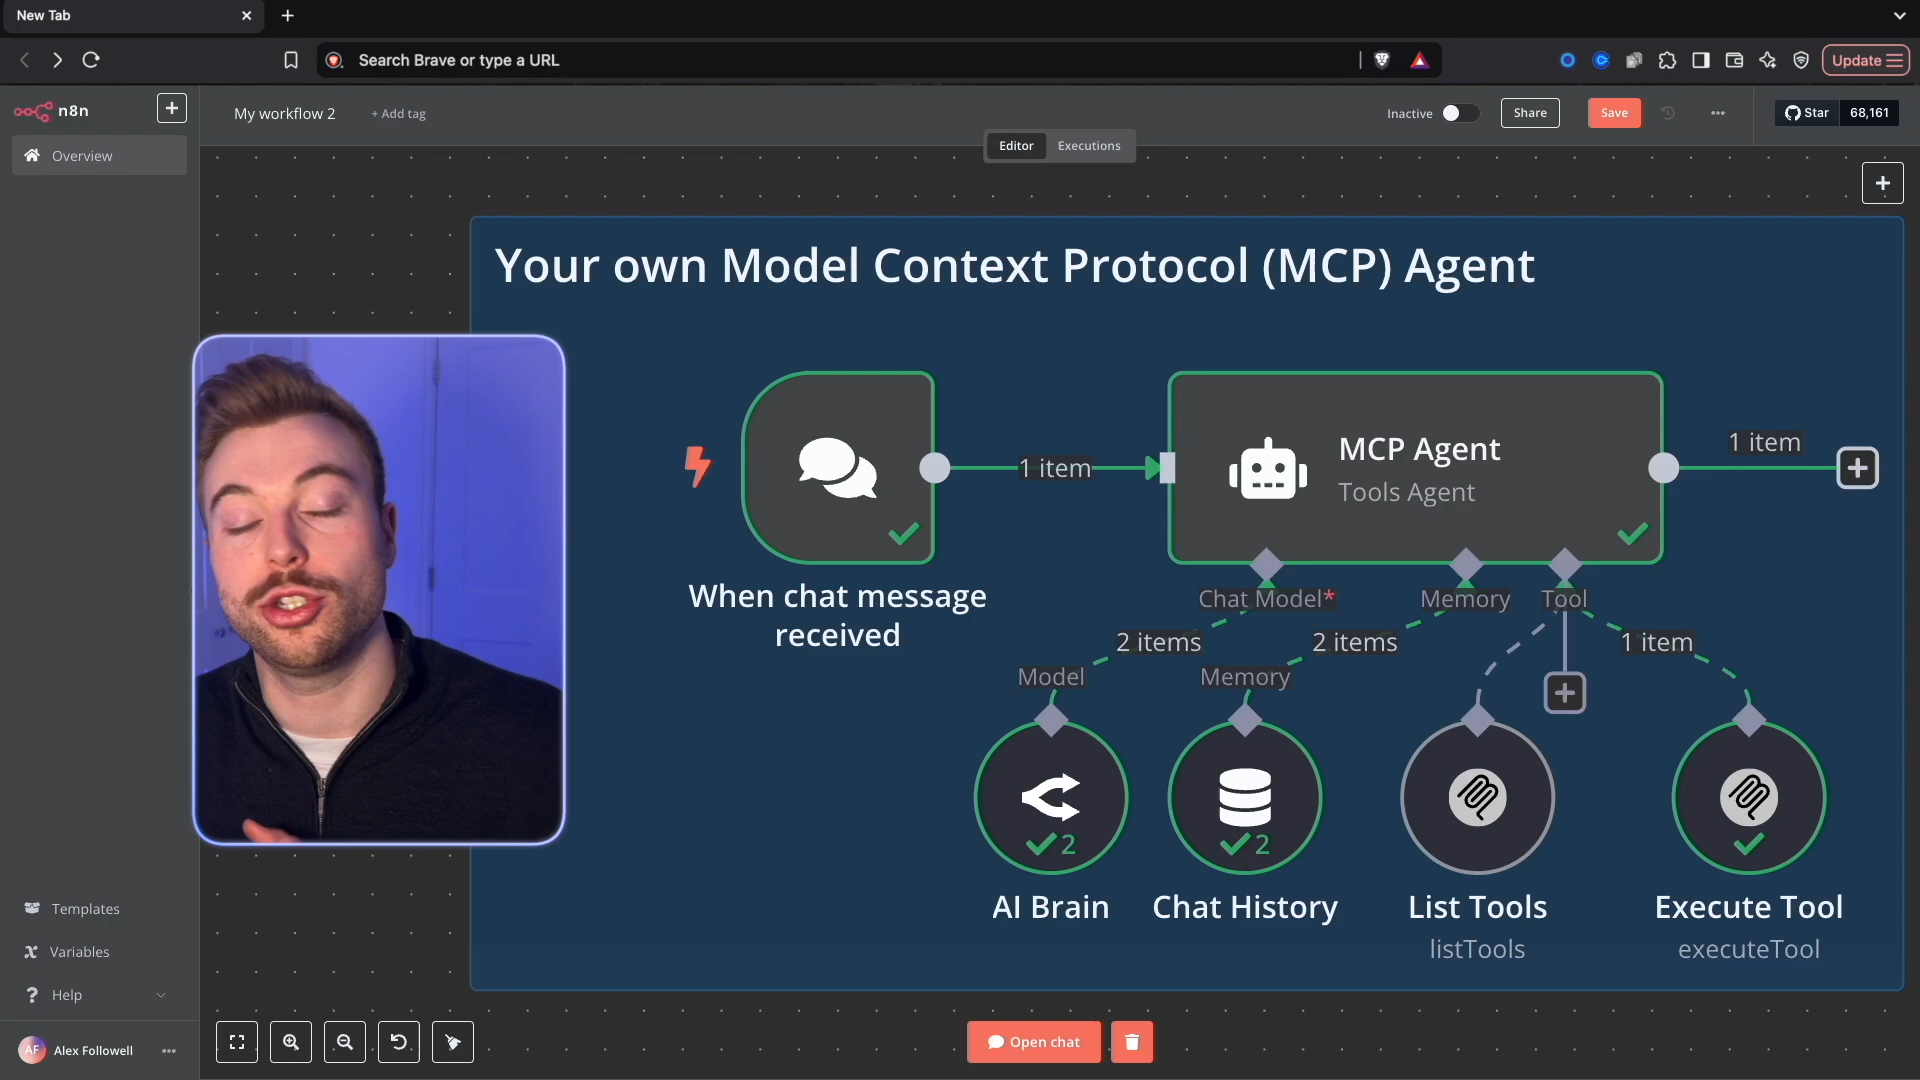 New Tab
Search Brave or type a URL
Update
n8n
My workflow 2
+ Add tag
Inactive
Share
Save
Star
68,161
Overview
Editor
Executions
Your own Model Context Protocol (MCP) Agent
1 item
MCP Agent
Tools Agent
1 item
When chat message
received
Chat Model*
Memory
Tool
2 items
2 items
1 item
Model
Memory
2
2
AI Brain
Chat History
List Tools
Execute Tool
listTools
executeTool
Templates
Variables
Help
AF
Alex Followell
Open chat